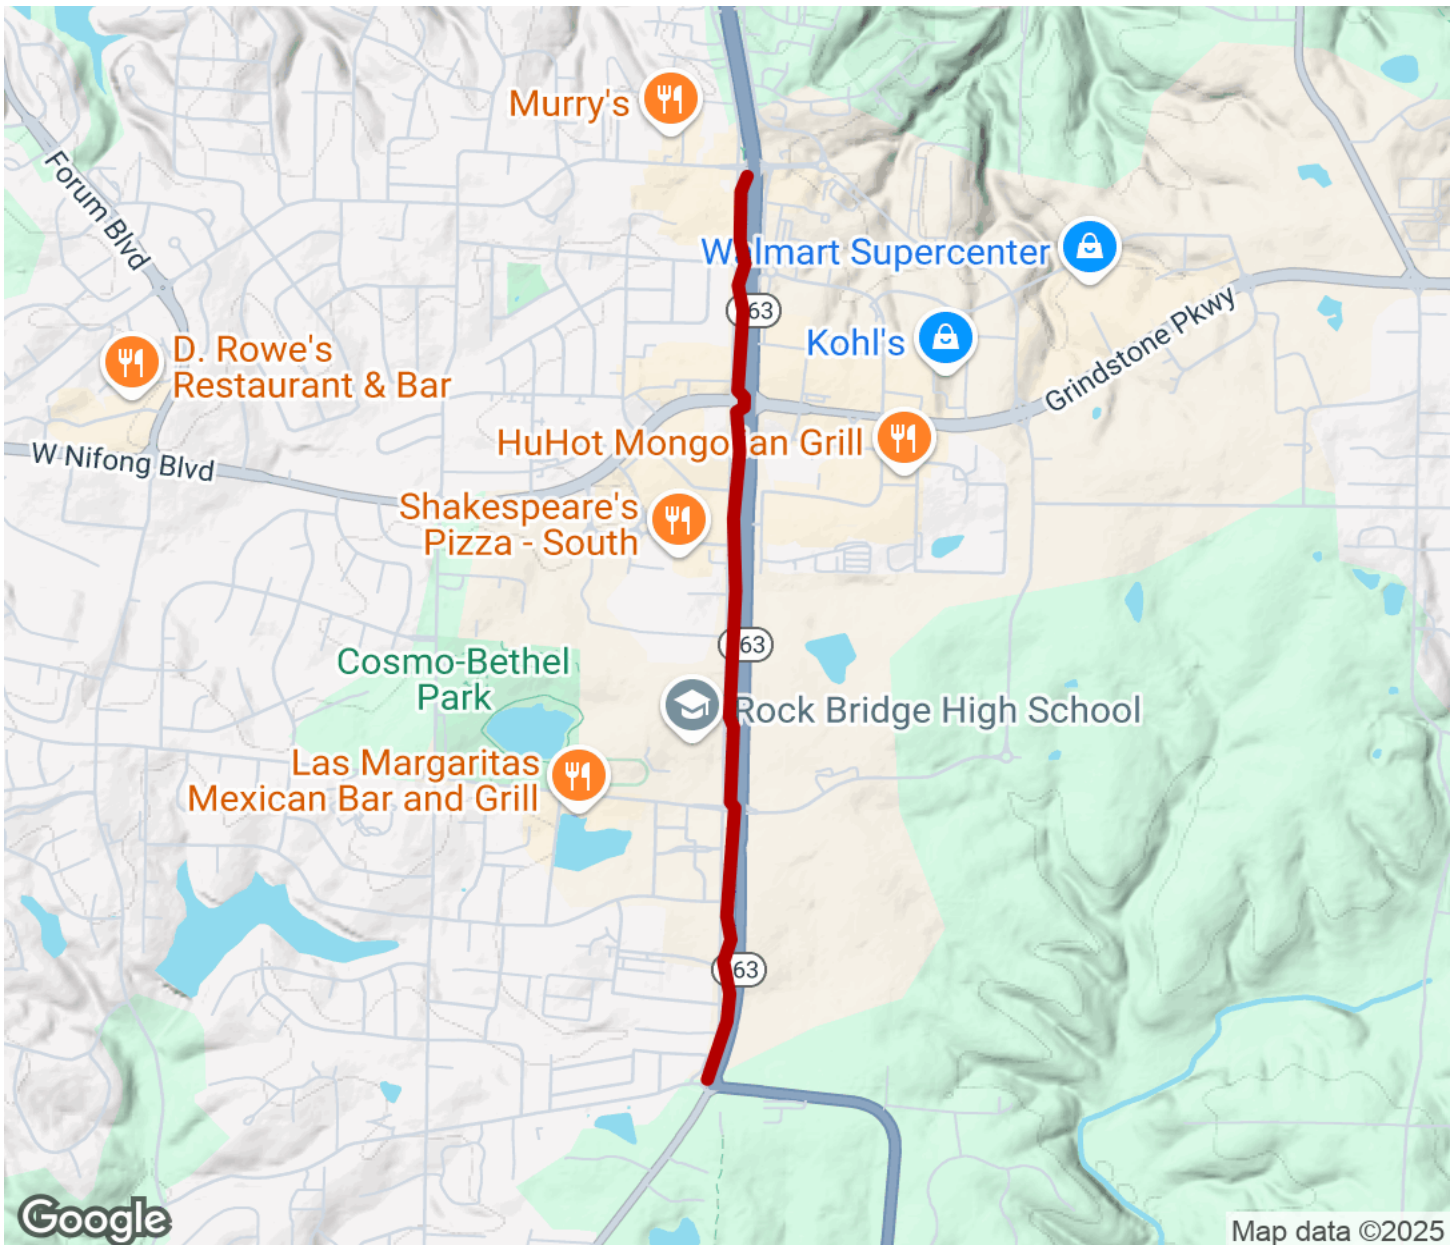 Murry's
Forum Blvd
Walmart Supercenter
63
Kohl's
Grindstone Pkwy
D. Rowe's
Restaurant & Bar
HuHot Mongolian Grill
W Nifong Blvd
Shakespeare's
Pizza - South
63
Cosmo-Bethel
Park
Rock Bridge High School
Las Margaritas
Mexican Bar and Grill
63
Google
Map data ©2025